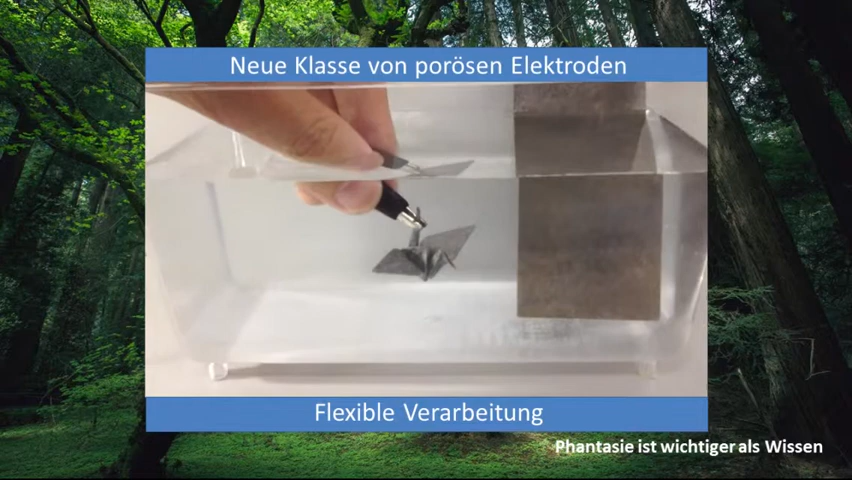 Neue Klasse von porösen Elektroden
Flexible Verarbeitung
Phantasie ist wichtiger als Wissen